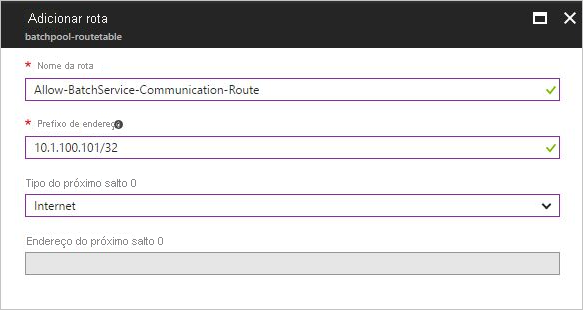 Adicionar rota
batchpool-routetable
* Nome da rota
Allow-BatchService-Communication-Route
* Prefixo de endereço
10.1.100.101/32
Tipo do próximo salto 0
Internet
Endereço do próximo salto 0